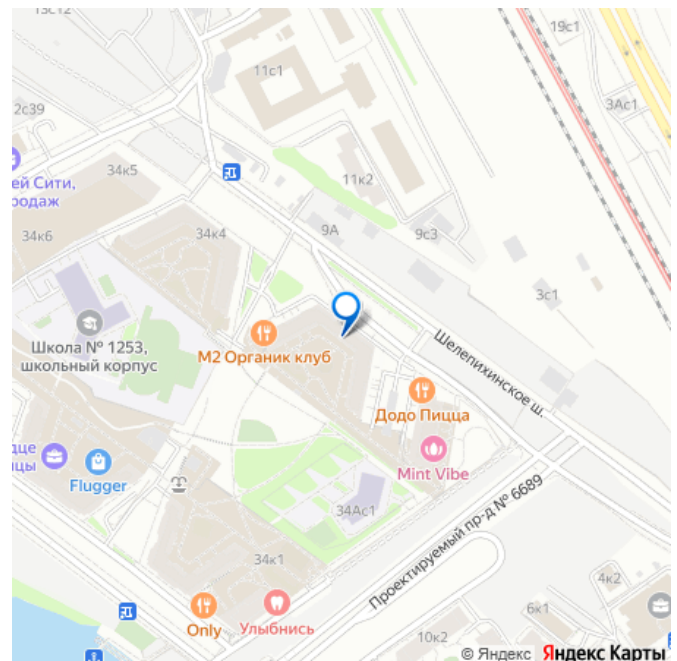 13с12
19с1
11с1
3Ас1
2с39
34к5
ей Сити,
родаж
11к2
34к6
34к4
9А
9с3
3с1
Школа № 1253,
школьный корпус
М2 Органик клуб
Шелепихинское ш.
Додо Пицца
Mint Vibe
дце
цы
Flugger
34Ас1
Проектируемый пр-д № 6689
34к1
4к2
6к1
Only
Улыбнись
10к2
© Яндекс Яндекс Карты